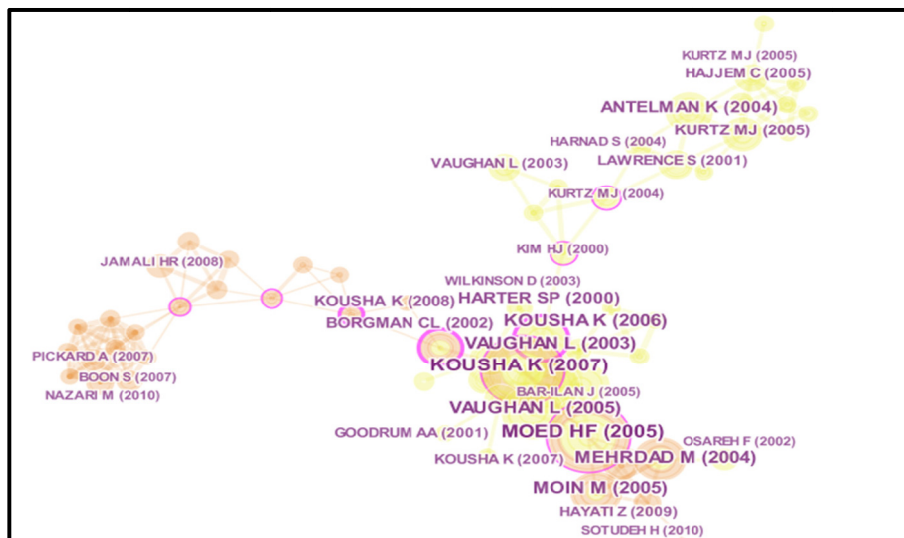 KURTZ MJ (2005)
HAJJEM C (2005)
ANTELMAN K (2004)
KURTZ MJ (2005)
HARNAD S (2004)
LAWRENCE S (2001)
VAUGHAN L (2003)
KURTZ MJ (2004)
KIM HJ (2000)
JAMALI HR (2008)
WILKINSON D (2003)
KOUSHA K (2008)
HARTER SP (2000)
BORGMAN CL (2002)
KOUSHA K (2006)
VAUGHAN L (2003)
PICKARD A (2007)
KOUSHA K (2007)
BOON S (2007)
NAZARI M (2010)
BAR-ILAN J (2005)
VAUGHAN L (2005)
GOODRUM AA (2001)
MOED HF (2005)
OSAREH F (2002)
KOUSHA K (2007)
MEHRDAD M (2004)
MOIN M (2005)
HAYATI Z (2009)
SOTUDEH H (2010)